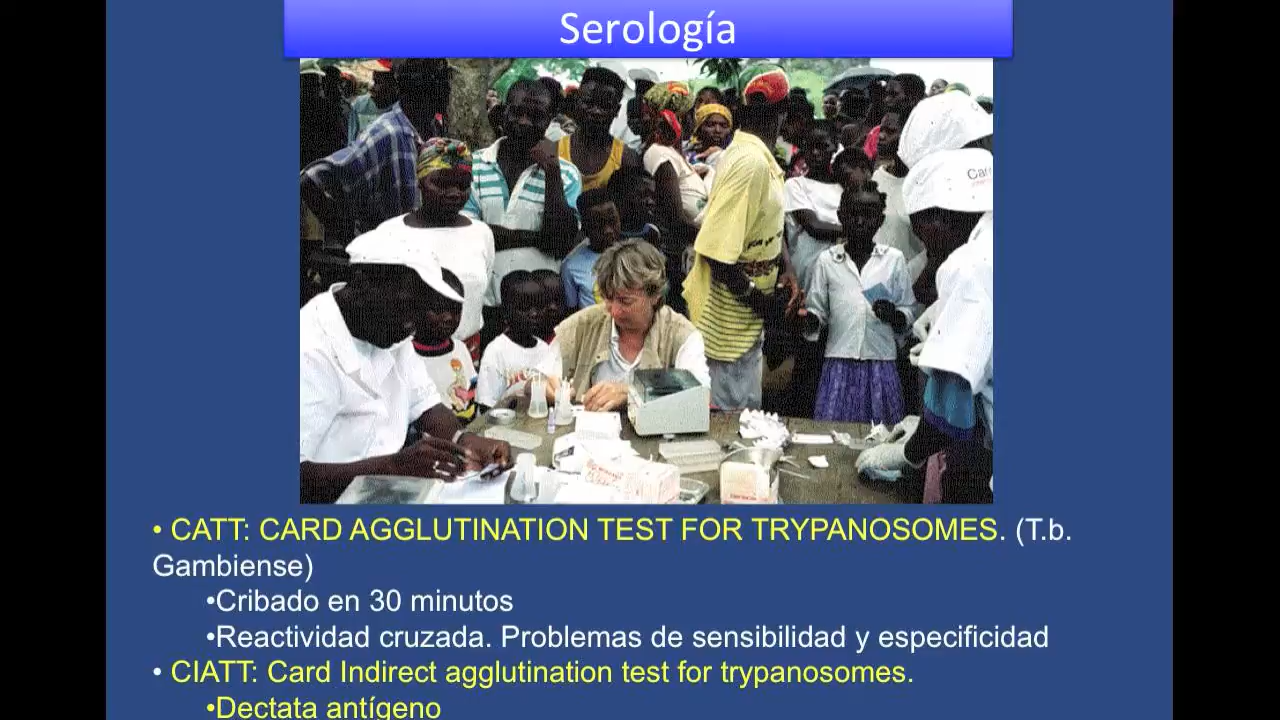 Serología
• CATT: CARD AGGLUTINATION TEST FOR TRYPANOSOMES. (T.b.
Gambiense)
•Cribado en 30 minutos
•Reactividad cruzada. Problemas de sensibilidad y especificidad
• CIATT: Card Indirect agglutination test for trypanosomes.
•Dectata antígeno